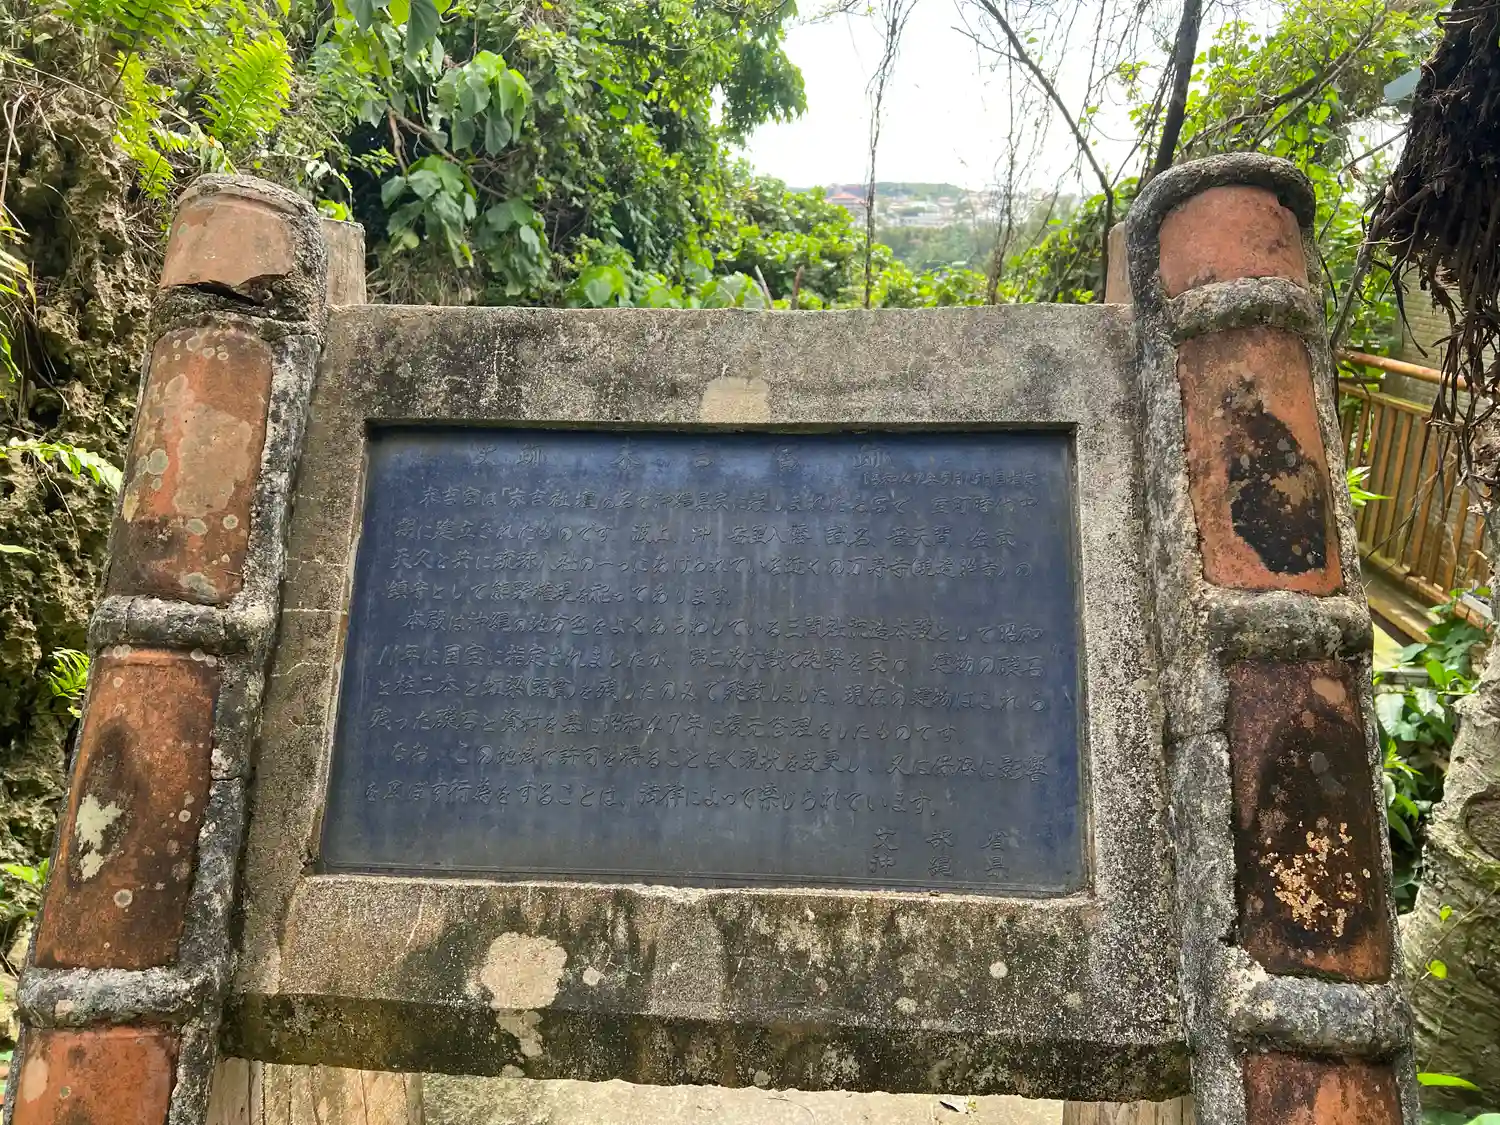 史跡 末吉宮跡
(昭和47年5月15日国指定)
末吉宮は「末吉社壇」の名で沖縄県民に親しまれたお宮で、室町時代中
期に建立されたものです。波上、沖、安里八幡、識名、普天間、金武、
天久と共に琉球八社の一つにあげられている近くの万寿寺(現遍照寺)の
鎮守として熊野権現を祀ってあります。
本殿は沖縄の地方色をよくあらわしている三間社流造本殿として昭和
11年に国宝に指定されましたが、第二次大戦で砲撃を受け、建物の礎石
と柱二本と虹梁を残したのみで飛散しました。現在の建物はこれら
残った礎石と資材を基に昭和47年に復元修理をしたものです。
なお、この地域で許可を得ることなく現状を変更し、又は保存に影響
を及ぼす行為をすることは、法律によって禁じられています。
文部省
沖縄県